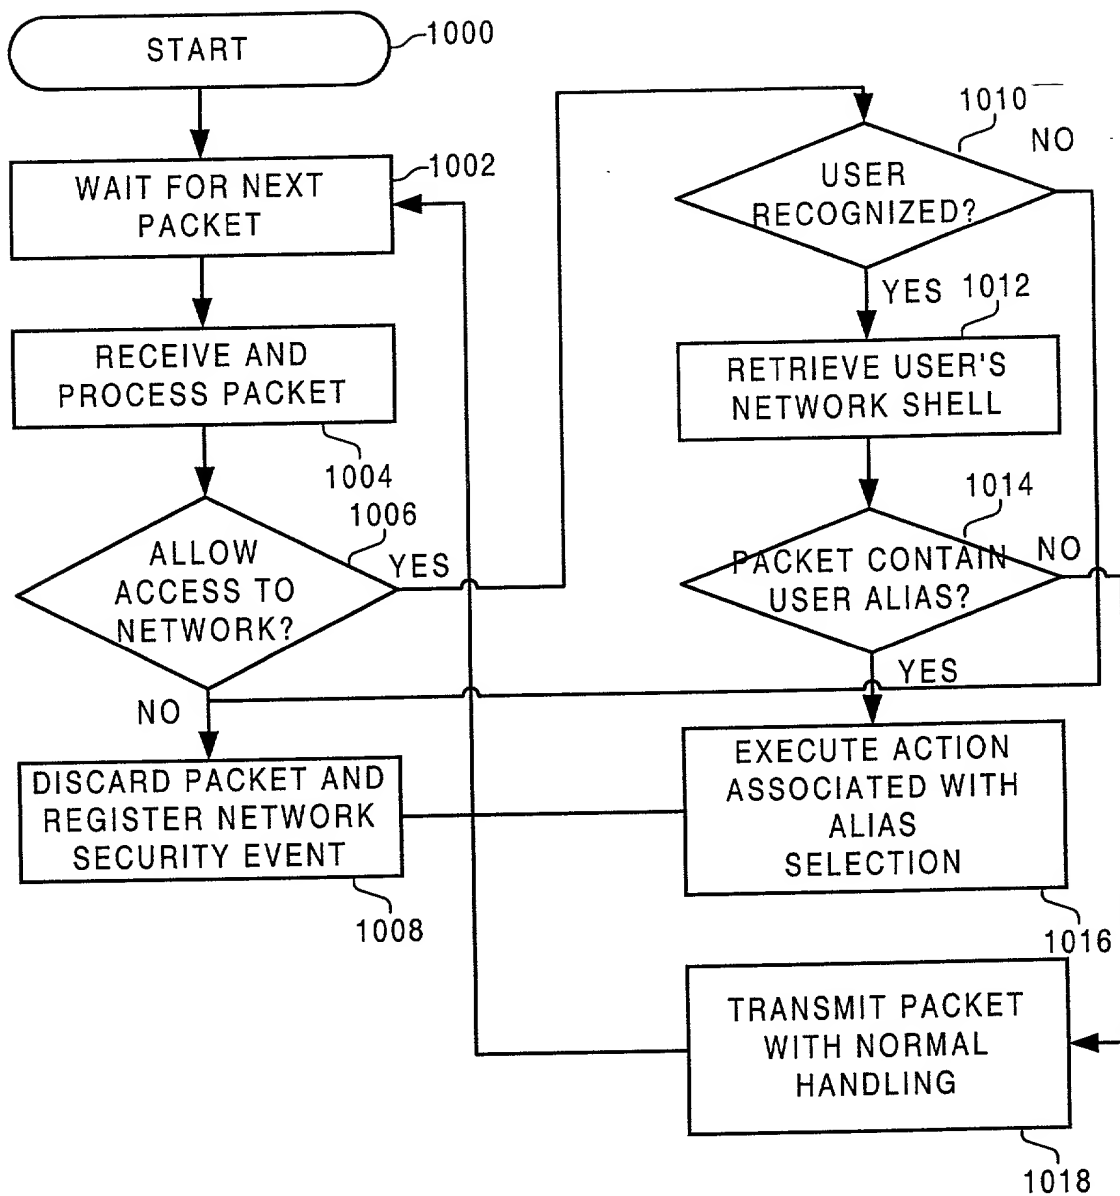 START
1000
WAIT FOR NEXT
PACKET
1002
RECEIVE AND
PROCESS PACKET
1004
ALLOW
ACCESS TO
NETWORK?
1006
YES
NO
DISCARD PACKET AND
REGISTER NETWORK
SECURITY EVENT
1008
USER
RECOGNIZED?
1010
NO
YES
RETRIEVE USER'S
NETWORK SHELL
1012
PACKET CONTAIN
USER ALIAS?
1014
NO
YES
EXECUTE ACTION
ASSOCIATED WITH
ALIAS
SELECTION
1016
TRANSMIT PACKET
WITH NORMAL
HANDLING
1018